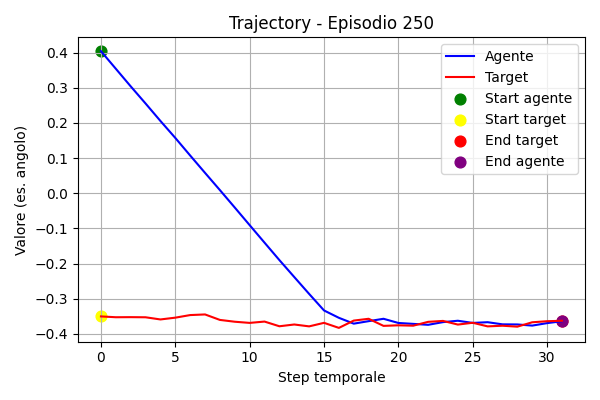 Trajectory - Episodio 250
Valore (es. angolo)
0.4
0.3
0.2
0.1
0.0
−0.1
−0.2
−0.3
−0.4
Agente
Target
Start agente
Start target
End target
End agente
0 5 10 15 20 25 30
Step temporale